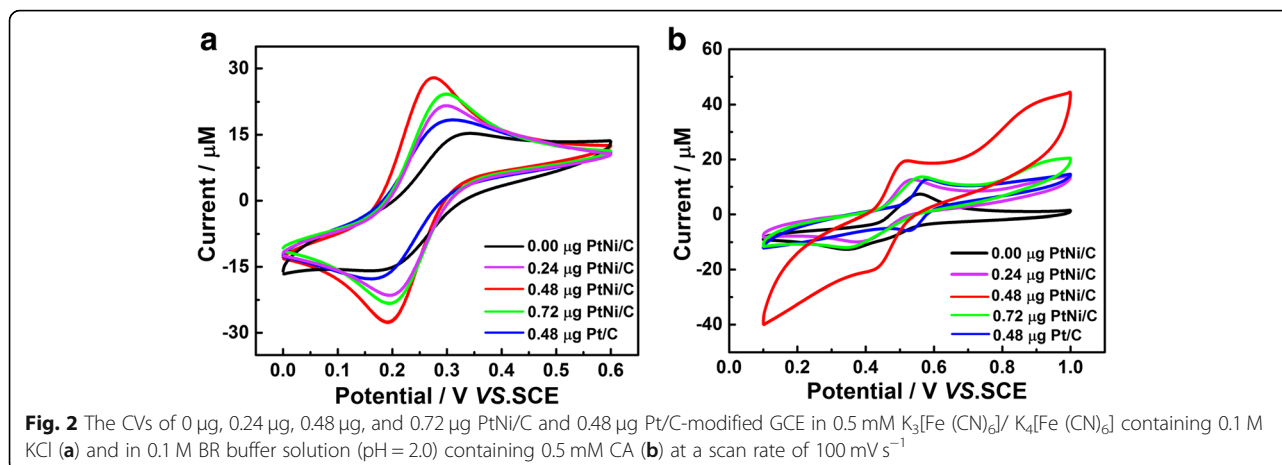 a
30
15
0
-15
-30
Current / μM
0.00 μg PtNi/C
0.24 μg PtNi/C
0.48 μg PtNi/C
0.72 μg PtNi/C
0.48 μg Pt/C
0.0 0.1 0.2 0.3 0.4 0.5 0.6
Potential / V VS.SCE
b
60
40
20
0
-20
-40
Current / μM
0.00 μg PtNi/C
0.24 μg PtNi/C
0.48 μg PtNi/C
0.72 μg PtNi/C
0.48 μg Pt/C
0.2 0.4 0.6 0.8 1.0
Potential / V VS.SCE
Fig. 2 The CVs of 0 μg, 0.24 μg, 0.48 μg, and 0.72 μg PtNi/C and 0.48 μg Pt/C-modified GCE in 0.5 mM K₃[Fe (CN)₆]/ K₄[Fe (CN)₆] containing 0.1 M
KCl (a) and in 0.1 M BR buffer solution (pH = 2.0) containing 0.5 mM CA (b) at a scan rate of 100 mV s⁻¹